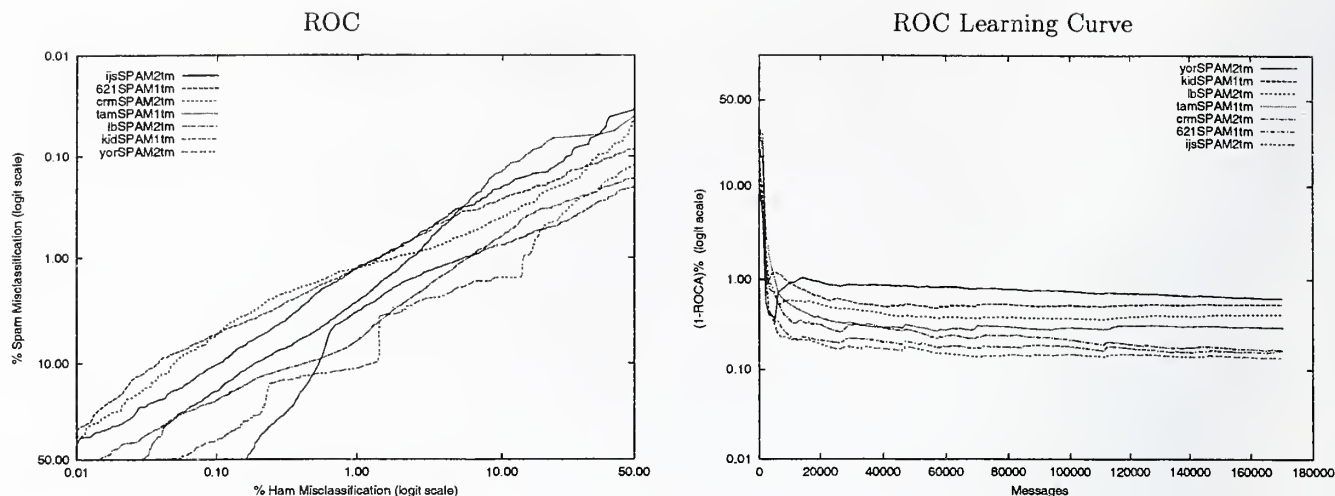 ROC
0.01
0.10
1.00
10.00
50.00
% Spam Misclassification (logit scale)
ijsSPAM2tm
621SPAM1tm
crmSPAM2tm
tamSPAM1tm
lbSPAM2tm
kidSPAM1tm
yorSPAM2tm
0.01
0.10
1.00
10.00
50.00
% Ham Misclassification (logit scale)
ROC Learning Curve
50.00
10.00
1.00
0.10
0.01
(1-ROCA)% (logit scale)
yorSPAM2tm
kidSPAM1tm
lbSPAM2tm
tamSPAM1tm
crmSPAM2tm
621SPAM1tm
ijsSPAM2tm
0
20000
40000
60000
80000
100000
120000
140000
160000
180000
Messages